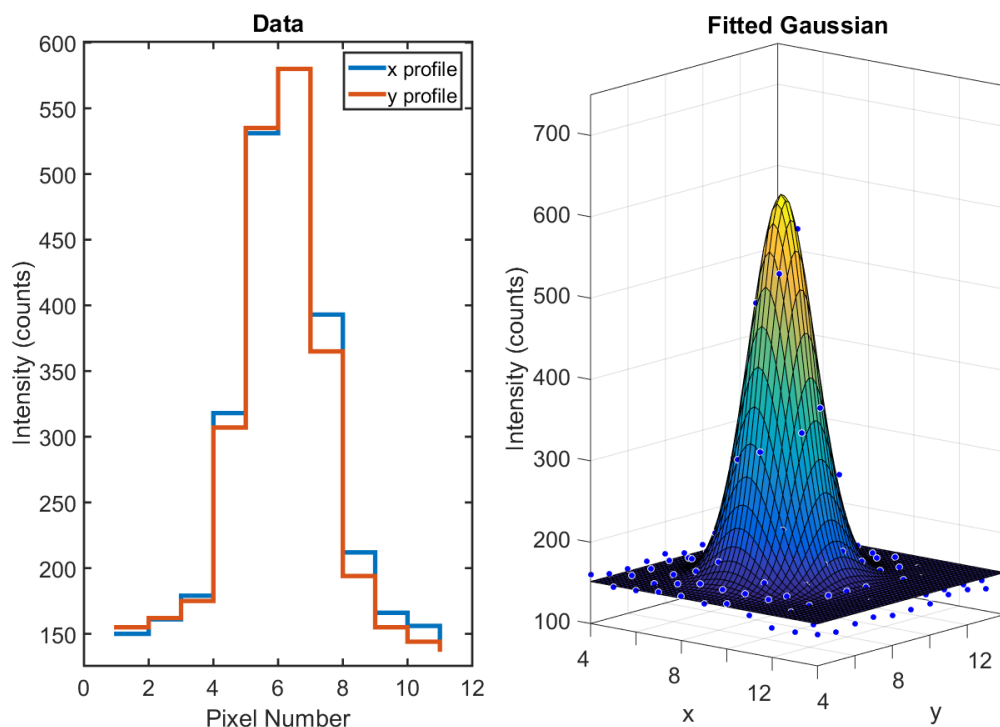 Data
600
550
500
450
400
350
300
250
200
150
0 2 4 6 8 10 12
Intensity (counts)
Pixel Number
x profile
y profile
Fitted Gaussian
700
600
500
400
300
200
100
Intensity (counts)
4 8 12
x
4 8 12
y